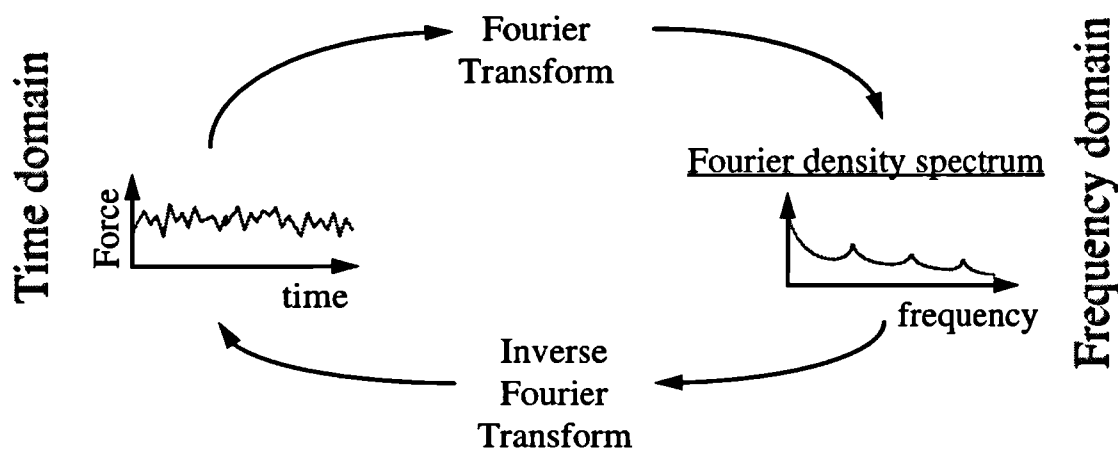 Time domain
Force
time
Fourier
Transform
Fourier density spectrum
frequency
Frequency domain
Inverse
Fourier
Transform